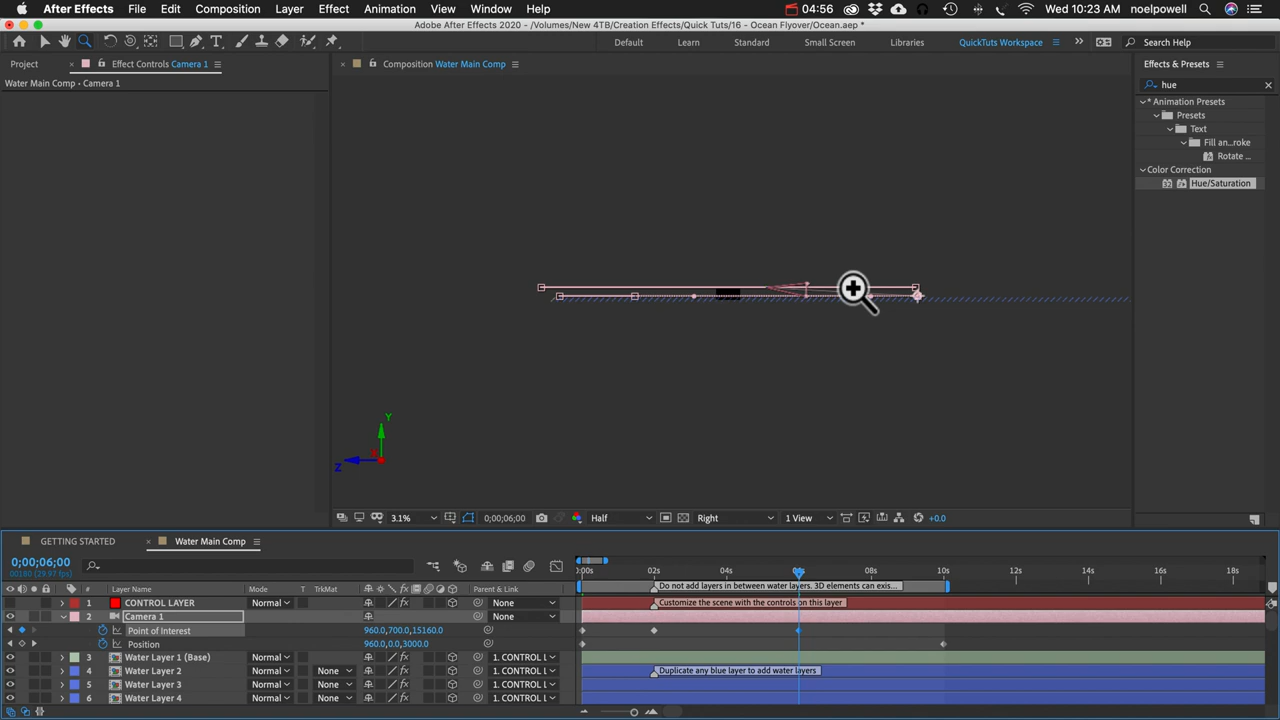 After Effects File Edit Composition Layer Effect Animation View Window Help 04:56 Wed 10:23 AM noelpowell
Adobe After Effects 2020 - /Volumes/New 4TB/Creation Effects/Quick Tuts/16 - Ocean Flyover/Ocean.aep *
Default Learn Standard Small Screen Libraries QuickTuts Workspace Search Help
Project Effect Controls Camera 1 Composition Water Main Comp Effects & Presets
Water Main Comp • Camera 1
hue
* Animation Presets
Presets
Text
Fill an...roke
Rotate ...
Color Correction
Hue/Saturation
Y
Z
3.1% 0;00;06;00 Half Right 1 View +0.0
GETTING STARTED Water Main Comp
0;00;06;00
00180 (29.97 fps)
:00s 02s 04s 06s 08s 10s 12s 14s 16s 18s
# Layer Name Mode T TrkMat Parent & Link
Do not add layers in between water layers. 3D elements can exis...
1 CONTROL LAYER Normal None
Customize the scene with the controls on this layer
2 Camera 1 None
Point of Interest 960.0,700.0,15160.0
Position 960.0,0.0,3000.0
3 Water Layer 1 (Base) Normal 1. CONTROL L
4 Water Layer 2 Normal None 1. CONTROL L
Duplicate any blue layer to add water layers
5 Water Layer 3 Normal None 1. CONTROL L
6 Water Layer 4 Normal None 1. CONTROL L